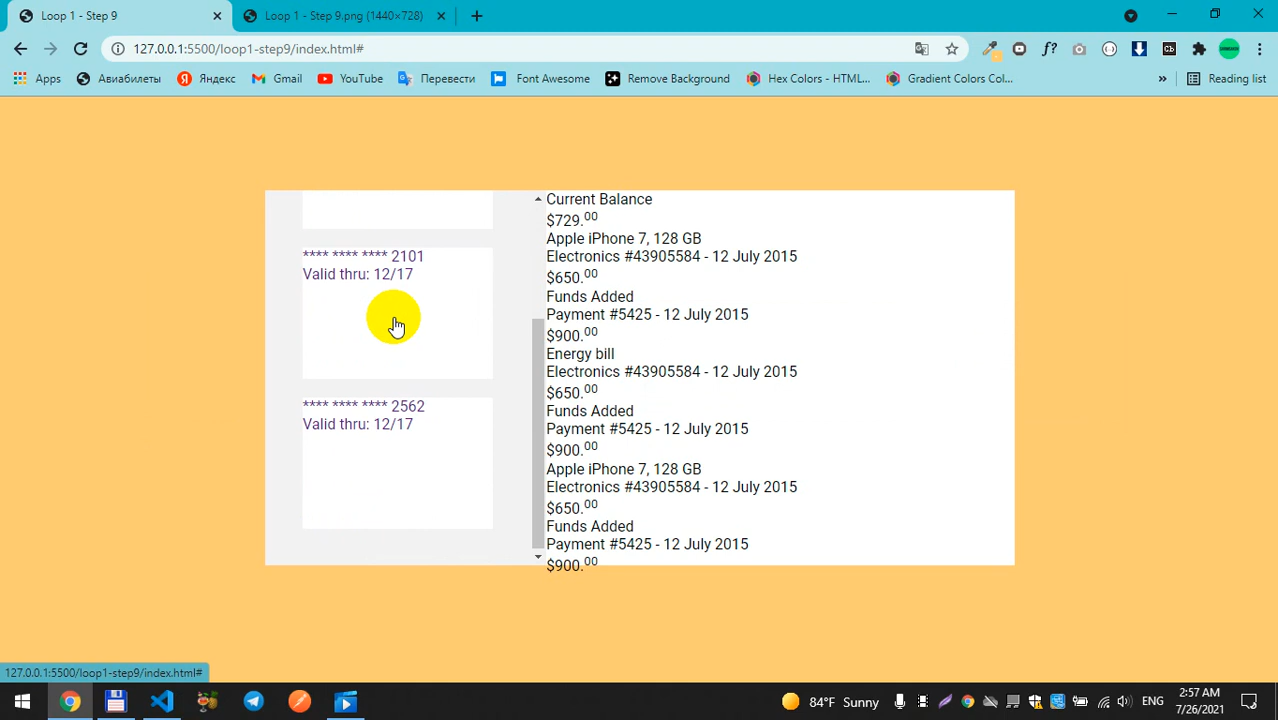 Loop 1 - Step 9
Loop 1 - Step 9.png (1440×728)
127.0.0.1:5500/loop1-step9/index.html#
Apps
Авиабилеты
Яндекс
Gmail
YouTube
Перевести
Font Awesome
Remove Background
Hex Colors - HTML...
Gradient Colors Col...
»
Reading list
**** **** **** 2101
Valid thru: 12/17
**** **** **** 2562
Valid thru: 12/17
Current Balance
$729.00
Apple iPhone 7, 128 GB
Electronics #43905584 - 12 July 2015
$650.00
Funds Added
Payment #5425 - 12 July 2015
$900.00
Energy bill
Electronics #43905584 - 12 July 2015
$650.00
Funds Added
Payment #5425 - 12 July 2015
$900.00
Apple iPhone 7, 128 GB
Electronics #43905584 - 12 July 2015
$650.00
Funds Added
Payment #5425 - 12 July 2015
$900.00
127.0.0.1:5500/loop1-step9/index.html#
84°F Sunny
ENG
2:57 AM
7/26/2021